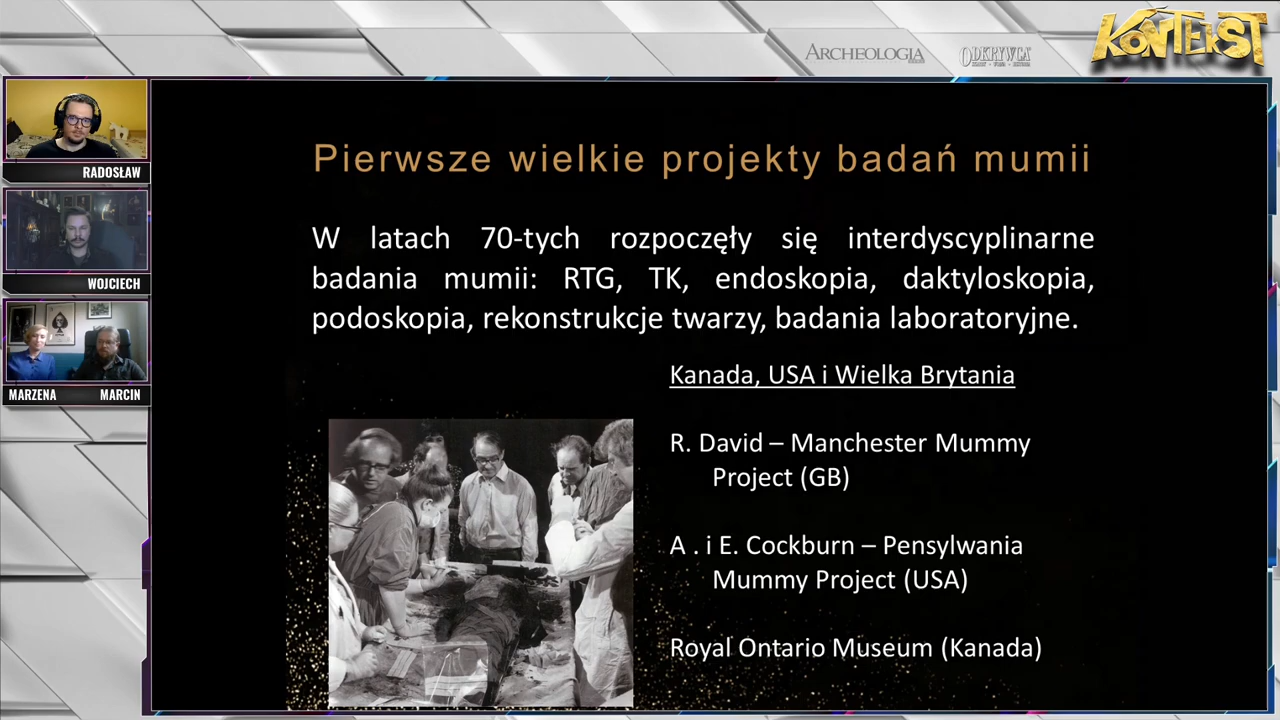 KONTEKST
ARCHEOLOGIA
ODKRYWCA
RADOSŁAW
WOJCIECH
MARZENA MARCIN
Pierwsze wielkie projekty badań mumii
W latach 70-tych rozpoczęły się interdyscyplinarne
badania mumii: RTG, TK, endoskopia, daktyloskopia,
podoskopia, rekonstrukcje twarzy, badania laboratoryjne.
Kanada, USA i Wielka Brytania
R. David – Manchester Mummy
Project (GB)
A . i E. Cockburn – Pensylwania
Mummy Project (USA)
Royal Ontario Museum (Kanada)